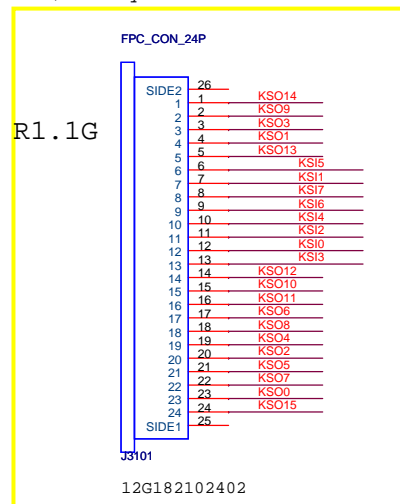 FPC_CON_24P
R1.1G
SIDE2 26
1 1 KSO14
2 2 KSO9
3 3 KSO3
4 4 KSO1
5 5 KSO13
6 6 KSI5
7 7 KSI1
8 8 KSI7
9 9 KSI6
10 10 KSI4
11 11 KSI2
12 12 KSI0
13 13 KSI3
14 14 KSO12
15 15 KSO10
16 16 KSO11
17 17 KSO6
18 18 KSO8
19 19 KSO4
20 20 KSO2
21 21 KSO5
22 22 KSO7
23 23 KSO0
24 24 KSO15
SIDE1 25
J3101
12G182102402